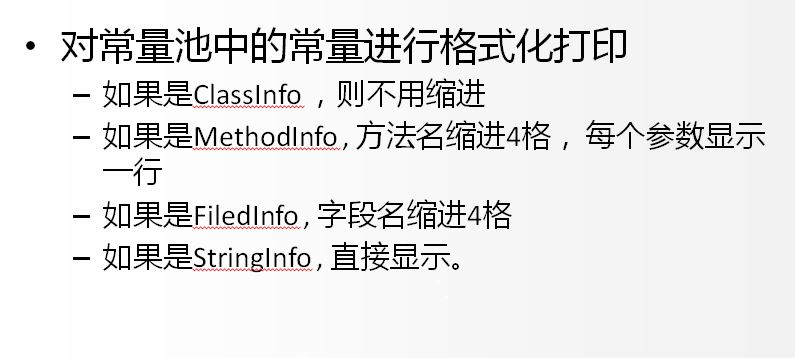 • 对常量池中的常量进行格式化打印
– 如果是ClassInfo ，则不用缩进
– 如果是MethodInfo, 方法名缩进4格 ，每个参数显示
一行
– 如果是FiledInfo, 字段名缩进4格
– 如果是StringInfo, 直接显示。